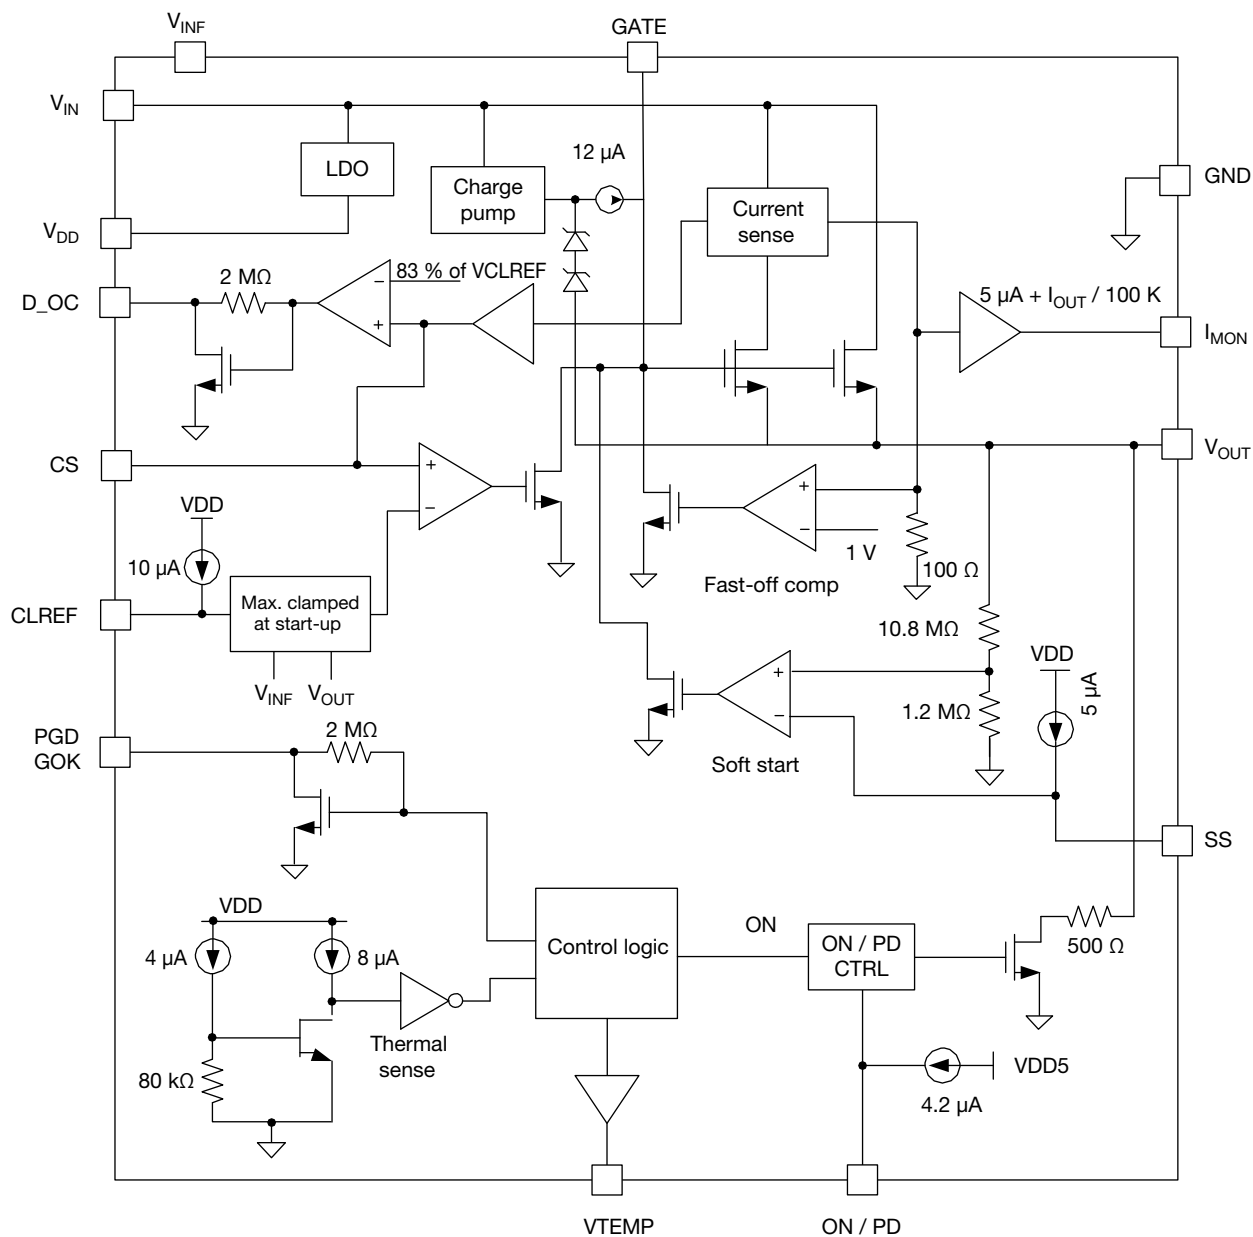 V_INF
GATE
V_IN
LDO
Charge
pump
12 µA
Current
sense
GND
V_DD
D_OC
2 MΩ
83 % of VCLREF
−
+
5 µA + I_OUT / 100 K
I_MON
V_OUT
CS
+
−
VDD
10 µA
+
−
1 V
100 Ω
Fast-off comp
CLREF
Max. clamped
at start-up
V_INF
V_OUT
10.8 MΩ
VDD
5 µA
+
−
1.2 MΩ
Soft start
PGD
GOK
2 MΩ
SS
VDD
4 µA
8 µA
Thermal
sense
80 kΩ
Control logic
ON
ON / PD
CTRL
500 Ω
VDD5
4.2 µA
VTEMP
ON / PD